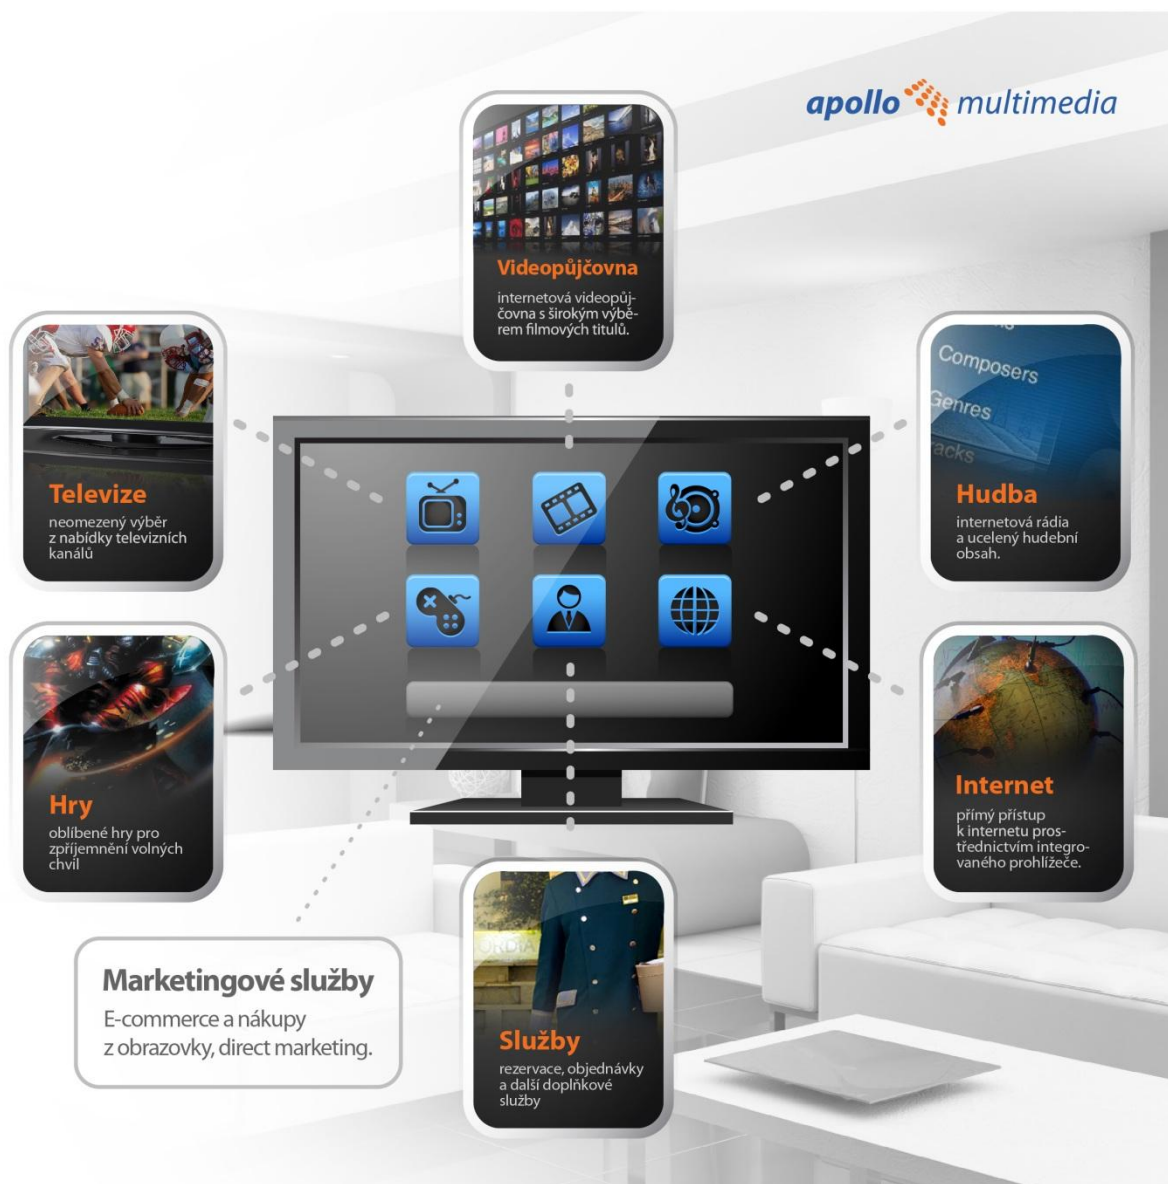 apollo multimedia
Videopůjčovna
internetová videopůj-
čovna s širokým výbě-
rem filmových titulů.
Televize
neomezený výběr
z nabídky televizních
kanálů
Composers
Genres
Hudba
internetová rádia
a ucelený hudební
obsah.
Hry
oblíbené hry pro
zpříjemnění volných
chvil
Internet
přímý přístup
k internetu pros-
třednictvím integro-
vaného prohlížeče.
Marketingové služby
E-commerce a nákupy
z obrazovky, direct marketing.
Služby
rezervace, objednávky
a další doplňkové
služby